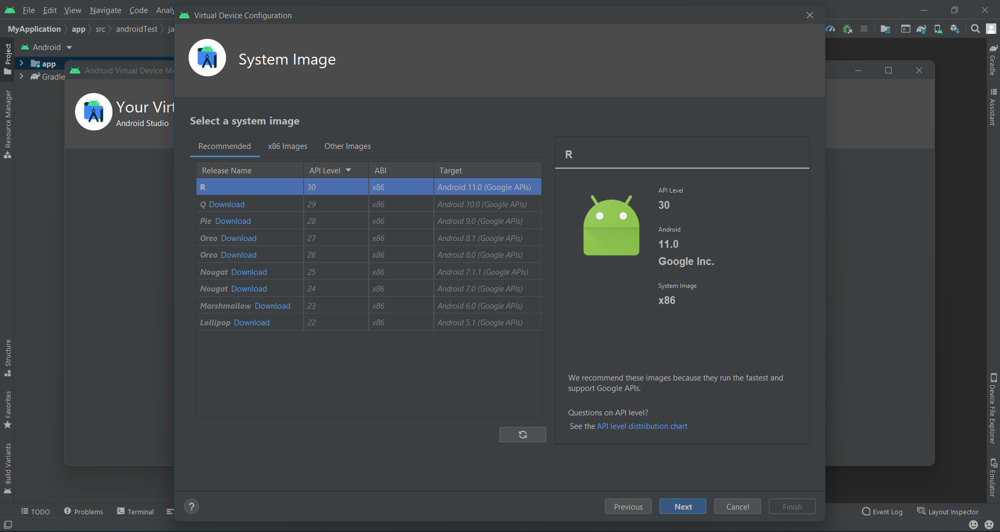 File Edit View Navigate Code Analy
Virtual Device Configuration
MyApplication app src androidTest ja
Android
app
Gradle
Project
Resource Manager
Structure
Favorites
Build Variants
Android Virtual Device Ma
Your Virt
Android Studio
System Image
Select a system image
Recommended x86 Images Other Images
Release Name API Level ABI Target
R 30 x86 Android 11.0 (Google APIs)
Q Download 29 x86 Android 10.0 (Google APIs)
Pie Download 28 x86 Android 9.0 (Google APIs)
Oreo Download 27 x86 Android 8.1 (Google APIs)
Oreo Download 26 x86 Android 8.0 (Google APIs)
Nougat Download 25 x86 Android 7.1.1 (Google APIs)
Nougat Download 24 x86 Android 7.0 (Google APIs)
Marshmallow Download 23 x86 Android 6.0 (Google APIs)
Lollipop Download 22 x86 Android 5.1 (Google APIs)
R
API Level
30
Android
11.0
Google Inc.
System Image
x86
We recommend these images because they run the fastest and
support Google APIs.
Questions on API level?
See the API level distribution chart
? Previous Next Cancel Finish
Gradle
Assistant
Device File Explorer
Emulator
TODO Problems Terminal
Event Log Layout Inspector